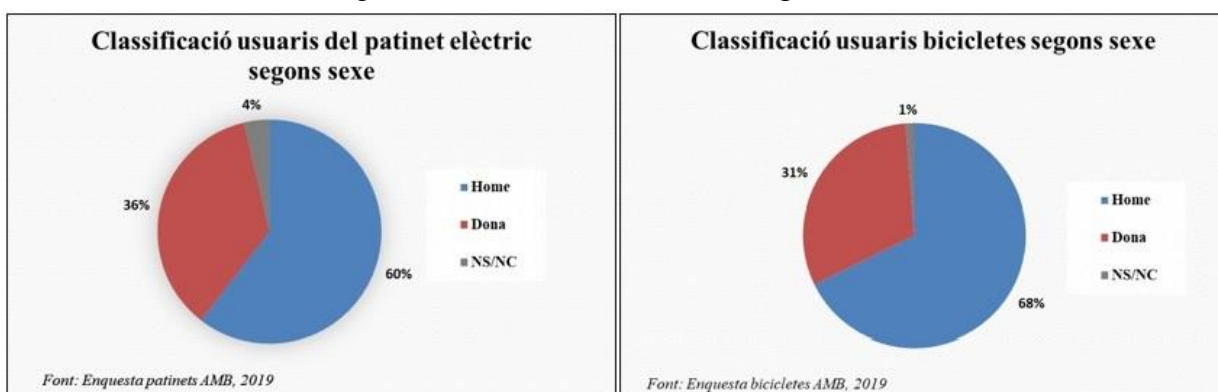 Classificació usuaris del patinet elèctric
segons sexe
4%
36%
60%
Home
Dona
NS/NC
Font: Enquesta patinets AMB, 2019
Classificació usuaris bicicletes segons sexe
1%
31%
68%
Home
Dona
NS/NC
Font: Enquesta bicicletes AMB, 2019